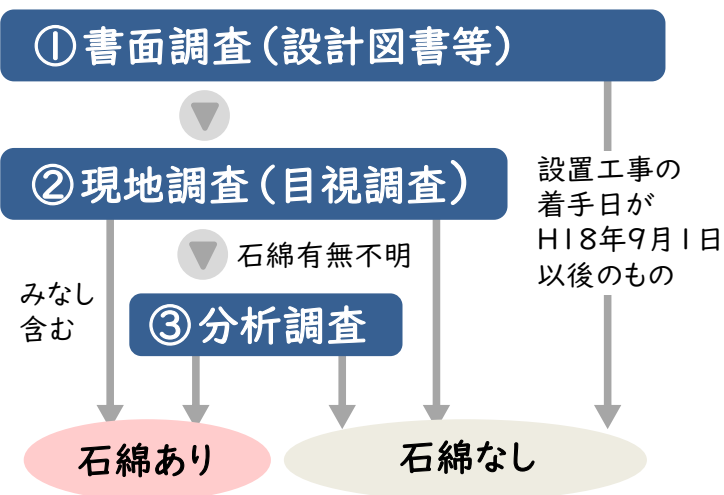 ①書面調査（設計図書等）
②現地調査（目視調査）
設置工事の
着手日が
H18年9月1日
以後のもの
石綿有無不明
みなし
含む
③分析調査
石綿あり
石綿なし